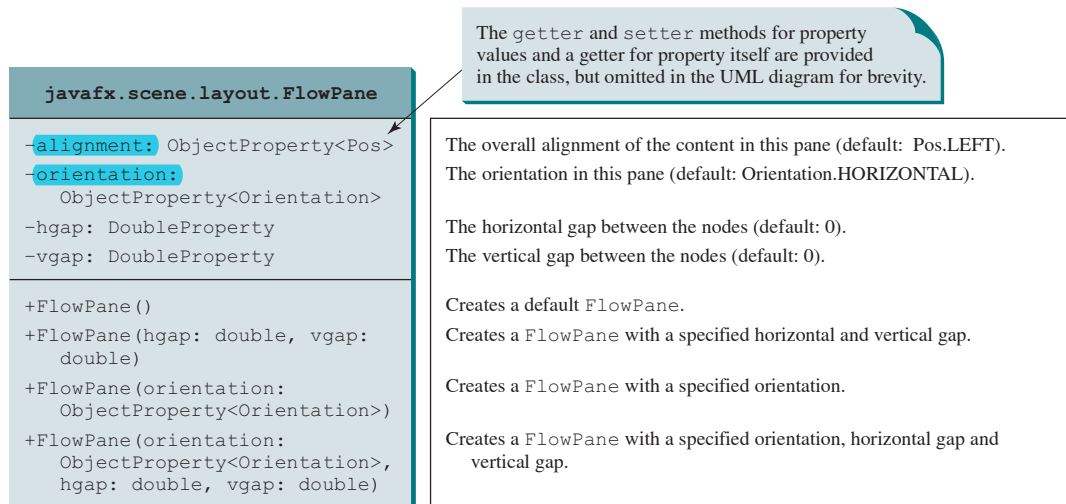 The getter and setter methods for property
values and a getter for property itself are provided
in the class, but omitted in the UML diagram for brevity.
javafx.scene.layout.FlowPane
-alignment: ObjectProperty<Pos>
The overall alignment of the content in this pane (default: Pos.LEFT).
-orientation:
ObjectProperty<Orientation>
The orientation in this pane (default: Orientation.HORIZONTAL).
-hgap: DoubleProperty
The horizontal gap between the nodes (default: 0).
-vgap: DoubleProperty
The vertical gap between the nodes (default: 0).
+FlowPane()
Creates a default FlowPane.
+FlowPane(hgap: double, vgap:
double)
Creates a FlowPane with a specified horizontal and vertical gap.
+FlowPane(orientation:
ObjectProperty<Orientation>)
Creates a FlowPane with a specified orientation.
+FlowPane(orientation:
ObjectProperty<Orientation>,
hgap: double, vgap: double)
Creates a FlowPane with a specified orientation, horizontal gap and
vertical gap.